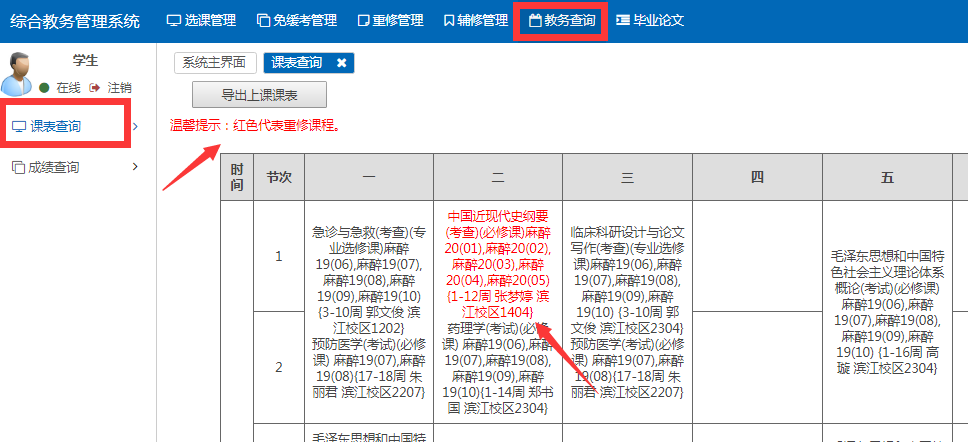 综合教务管理系统 选课管理 免缓考管理 重修管理 辅修管理 教务查询 毕业论文
学生
在线 注销
课表查询
成绩查询
系统主界面 课表查询
导出上课课表
温馨提示：红色代表重修课程。
时间 节次 一 二 三 四 五
1
2
急诊与急救(考查)(专
业选修课)麻醉
19(06),麻醉19(07),
麻醉19(08),麻醉
19(09),麻醉19(10)
{3-10周 郭文俊 滨
江校区1202}
预防医学(考试)(必修
课) 麻醉19(07),麻醉
19(08){17-18周 朱
丽君 滨江校区2207}
中国近现代史纲要
(考查)(必修课)麻醉
20(01),麻醉20(02),
麻醉20(03),麻醉
20(04),麻醉20(05)
{1-12周 张梦婷 滨
江校区1404}
药理学(考试)(必修
课) 麻醉19(06),麻醉
19(07),麻醉19(08),
麻醉19(09),麻醉
19(10){1-14周 郑书
国 滨江校区2304}
临床科研设计与论文
写作(考查)(专业选修
课)麻醉19(06),麻醉
19(07),麻醉19(08),
麻醉19(09),麻醉
19(10) {3-10周 郭
文俊 滨江校区2304}
预防医学(考试)(必修
课) 麻醉19(07),麻醉
19(08){17-18周 朱
丽君 滨江校区2207}
毛泽东思想和中国特
色社会主义理论体系
概论(考试)(必修课)
麻醉19(06),麻醉
19(07),麻醉19(08),
麻醉19(09),麻醉
19(10) {1-16周 高
璇 滨江校区2304}
毛泽东思想和中国特